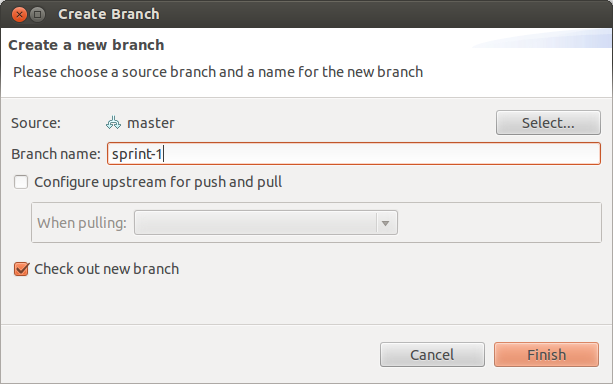 Create Branch
Create a new branch
Please choose a source branch and a name for the new branch
Source: master Select...
Branch name: sprint-1
Configure upstream for push and pull
When pulling:
Check out new branch
Cancel Finish